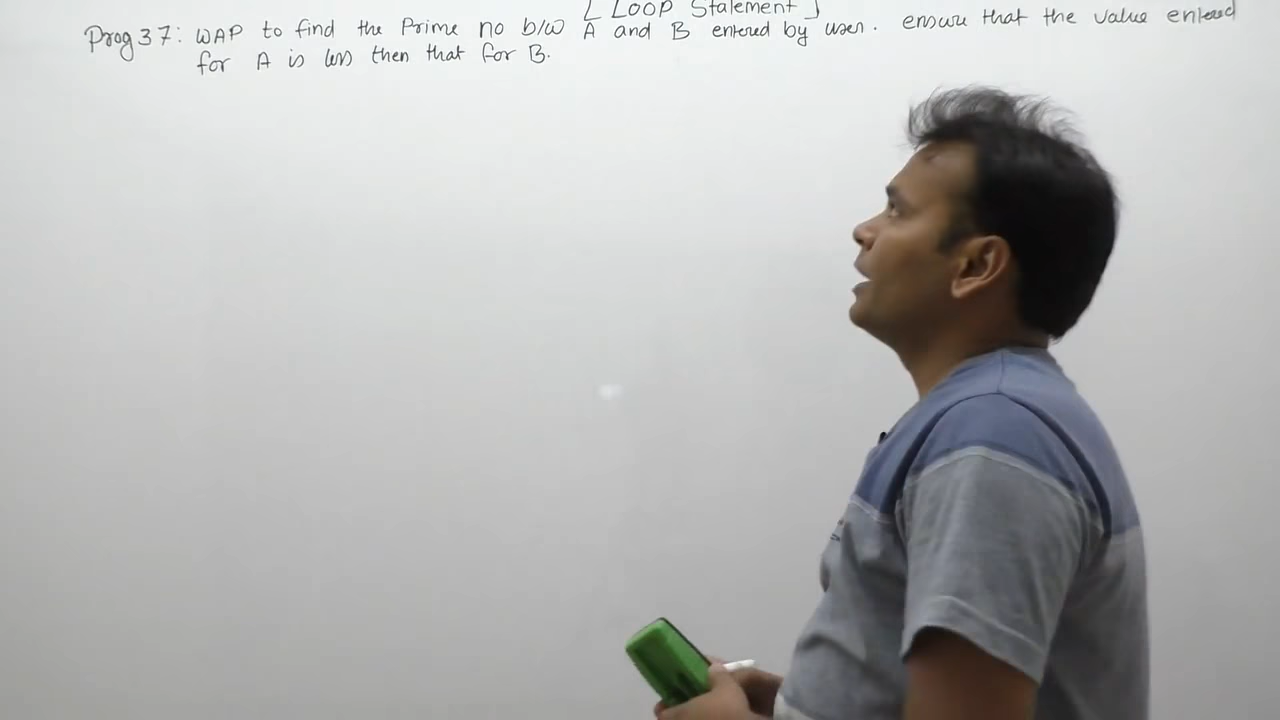 [ Loop Statement ]
Prog 37: WAP to find the Prime no b/w A and B entered by user. ensure that the value entered
for A is less then that for B.